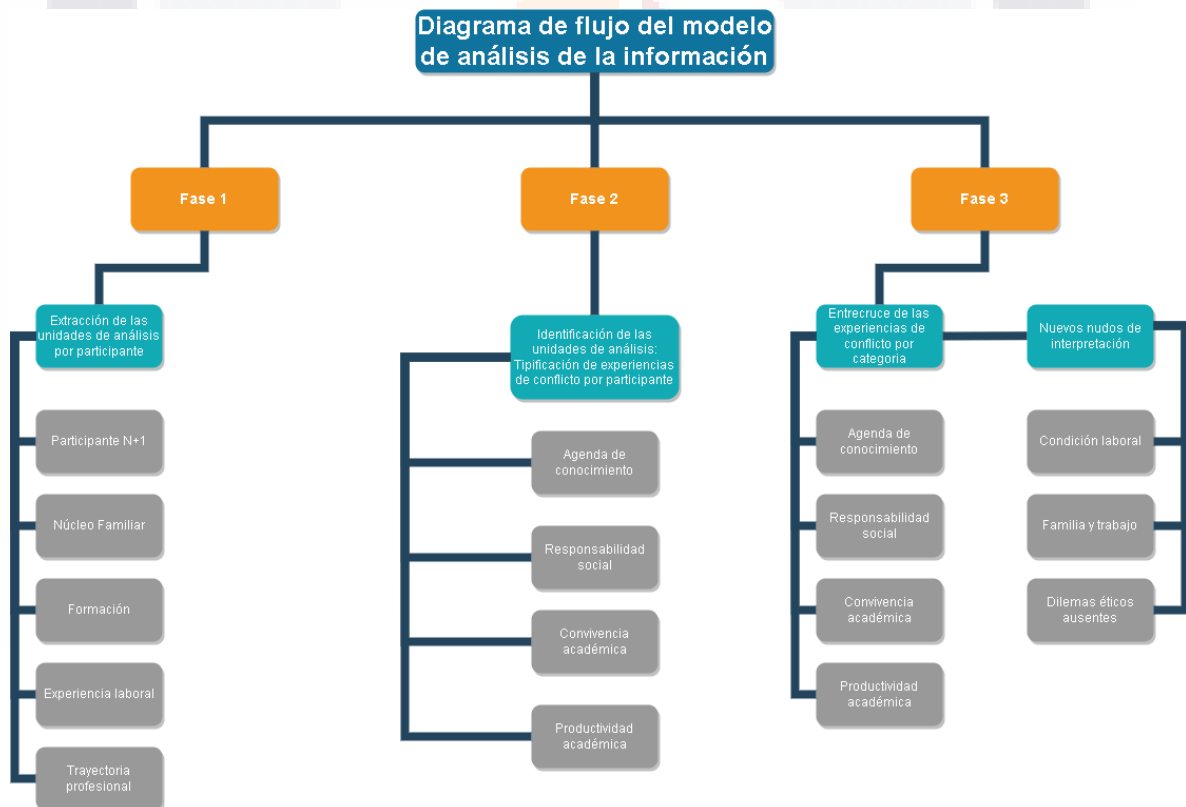 Diagrama de flujo del modelo
de análisis de la información
Fase 1
Fase 2
Fase 3
Extracción de las
unidades de análisis
por participante
Participante N+1
Núcleo Familiar
Formación
Experiencia laboral
Trayectoria
profesional
Identificación de las
unidades de análisis:
Tipificación de experiencias
de conflicto por participante
Agenda de
conocimiento
Responsabilidad
social
Convivencia
académica
Productividad
académica
Entrecruce de las
experiencias de
conflicto por
categoria
Agenda de
conocimiento
Responsabilidad
social
Convivencia
académica
Productividad
académica
Nuevos nudos de
interpretación
Condición laboral
Familia y trabajo
Dilemas éticos
ausentes